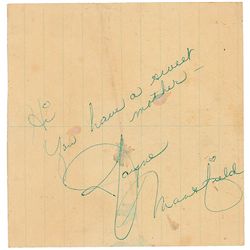 Hi
You have a sweet
mother –
Jayne
Mansfield